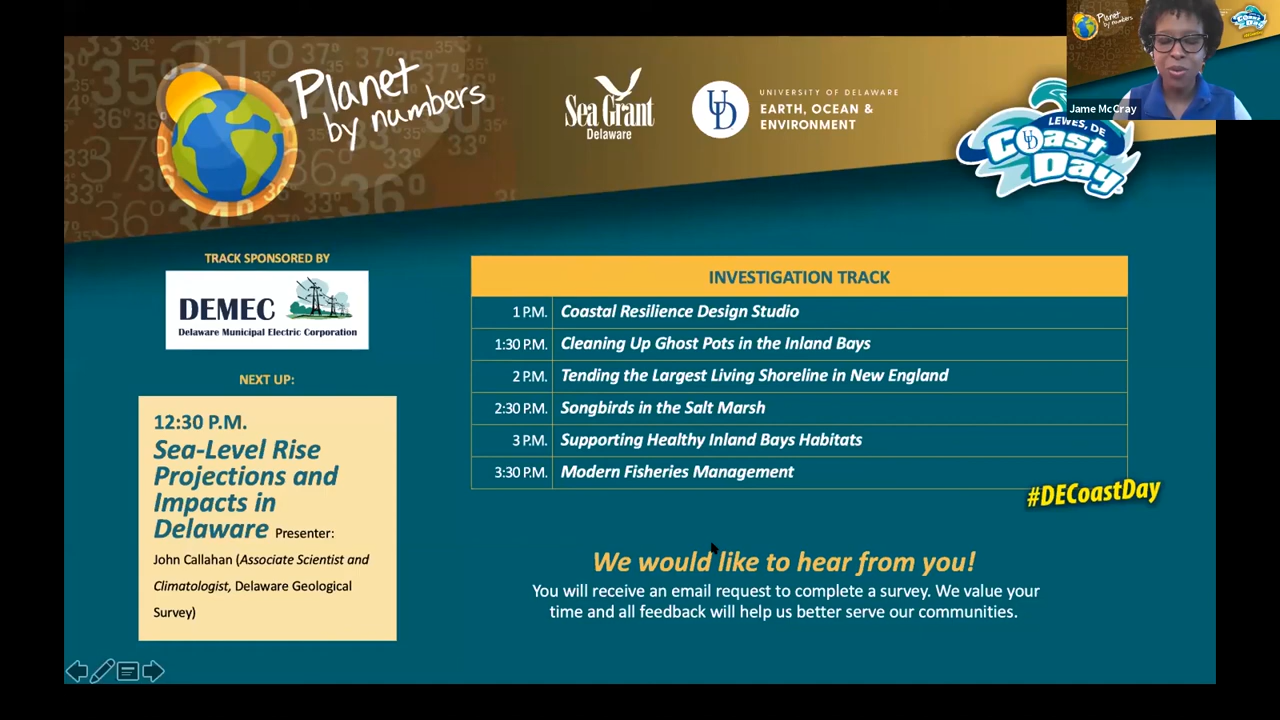 Planet
by numbers
Sea Grant
Delaware
UD
UNIVERSITY OF DELAWARE
EARTH, OCEAN &
ENVIRONMENT
Planet
by numbers
Jame McCray
LEWES, DE
UD
Coast
Day
TRACK SPONSORED BY
DEMEC
Delaware Municipal Electric Corporation
NEXT UP:
12:30 P.M.
Sea-Level Rise
Projections and
Impacts in
Delaware Presenter:
John Callahan (Associate Scientist and
Climatologist, Delaware Geological
Survey)
INVESTIGATION TRACK
1 P.M. Coastal Resilience Design Studio
1:30 P.M. Cleaning Up Ghost Pots in the Inland Bays
2 P.M. Tending the Largest Living Shoreline in New England
2:30 P.M. Songbirds in the Salt Marsh
3 P.M. Supporting Healthy Inland Bays Habitats
3:30 P.M. Modern Fisheries Management
#DECoastDay
We would like to hear from you!
You will receive an email request to complete a survey. We value your
time and all feedback will help us better serve our communities.